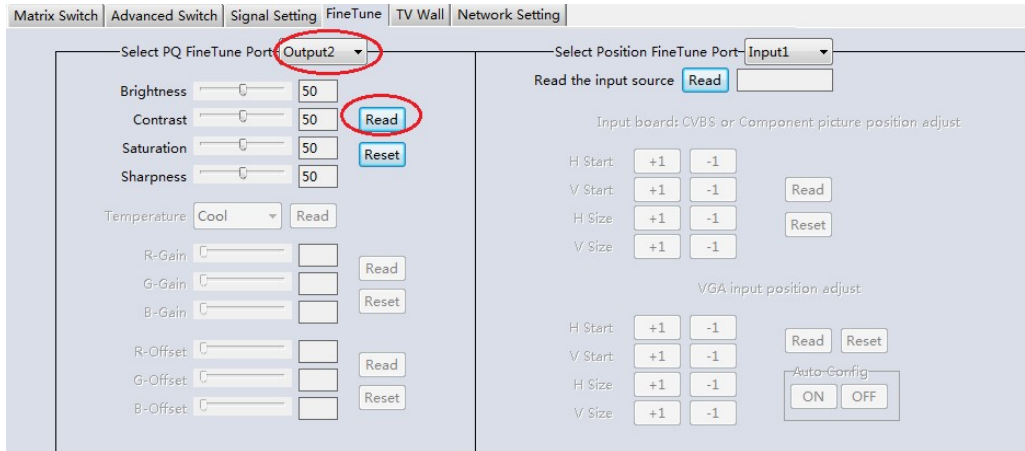 Matrix Switch Advanced Switch Signal Setting FineTune TV Wall Network Setting
Select PQ FineTune Port Output2
Brightness 50
Contrast 50 Read
Saturation 50 Reset
Sharpness 50
Temperature Cool Read
R-Gain
G-Gain Read
B-Gain Reset
R-Offset
G-Offset Read
B-Offset Reset
Select Position FineTune Port Input1
Read the input source Read
Input board: CVBS or Component picture position adjust
H Start +1 -1
V Start +1 -1 Read
H Size +1 -1 Reset
V Size +1 -1
VGA input position adjust
H Start +1 -1 Read Reset
V Start +1 -1
Auto Config
H Size +1 -1 ON OFF
V Size +1 -1